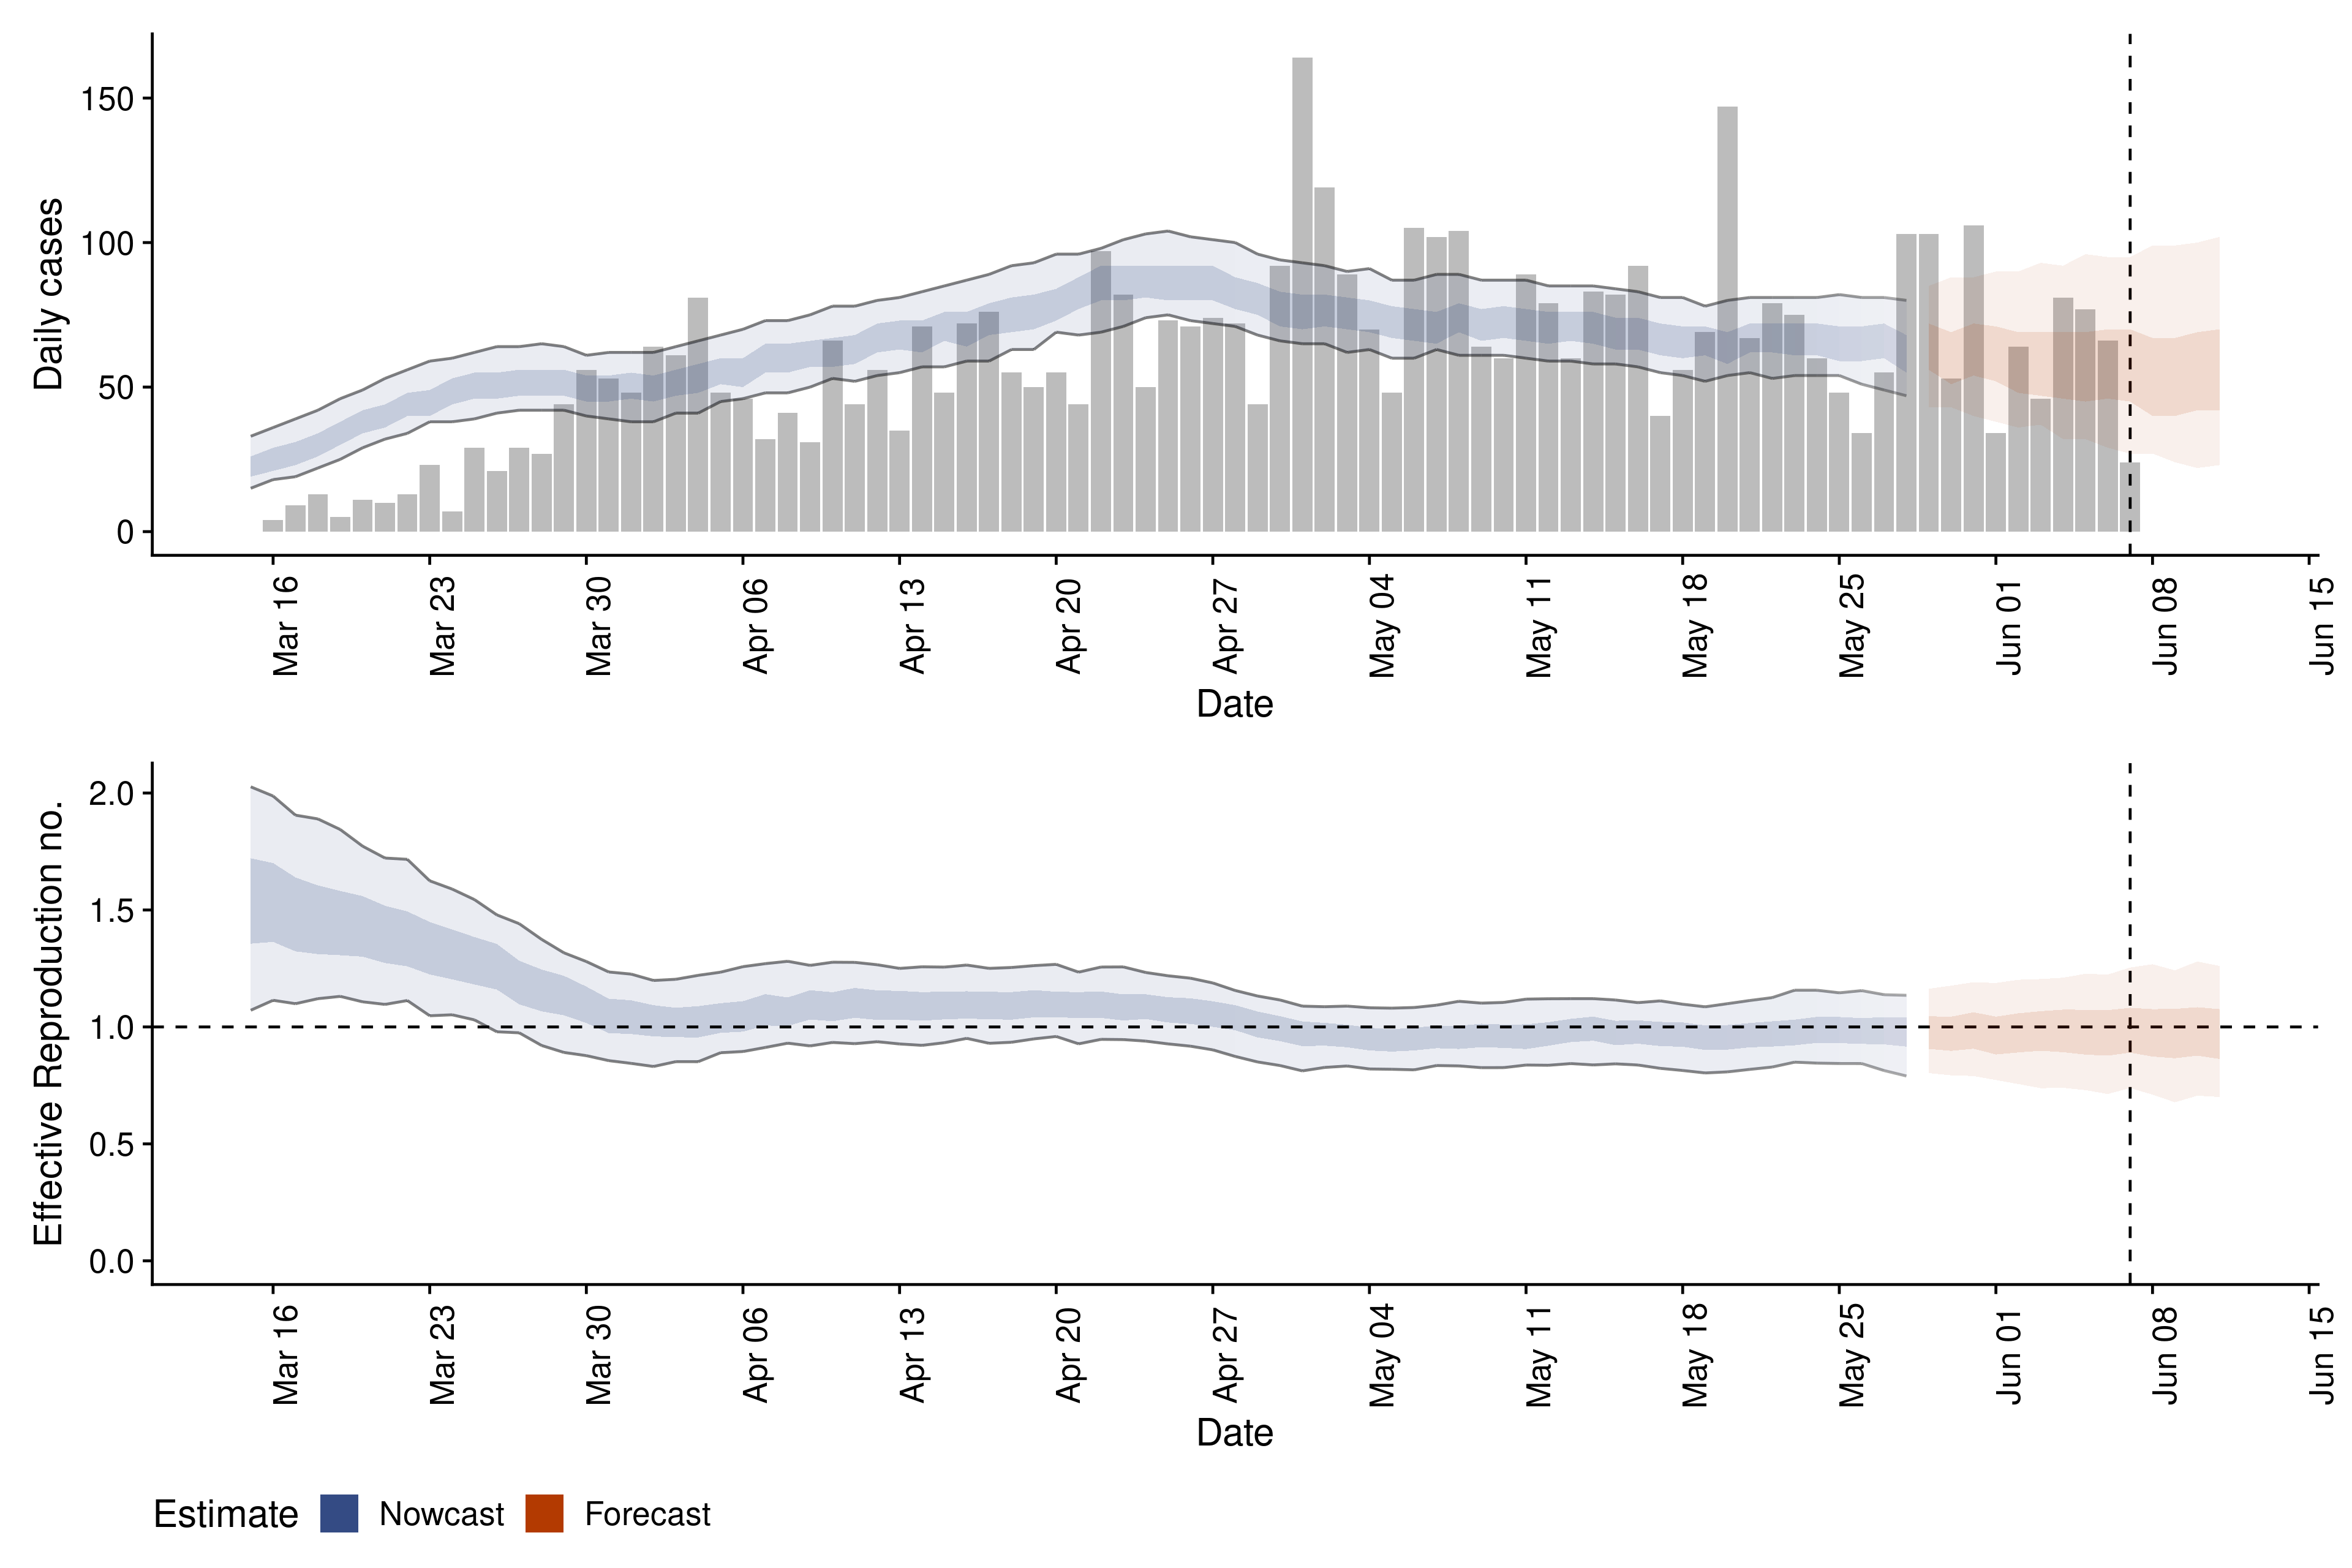 Daily cases
150
100
50
0
Mar 16
Mar 23
Mar 30
Apr 06
Apr 13
Apr 20
Apr 27
May 04
May 11
May 18
May 25
Jun 01
Jun 08
Jun 15
Date
Effective Reproduction no.
2.0
1.5
1.0
0.5
0.0
Mar 16
Mar 23
Mar 30
Apr 06
Apr 13
Apr 20
Apr 27
May 04
May 11
May 18
May 25
Jun 01
Jun 08
Jun 15
Date
Estimate Nowcast Forecast